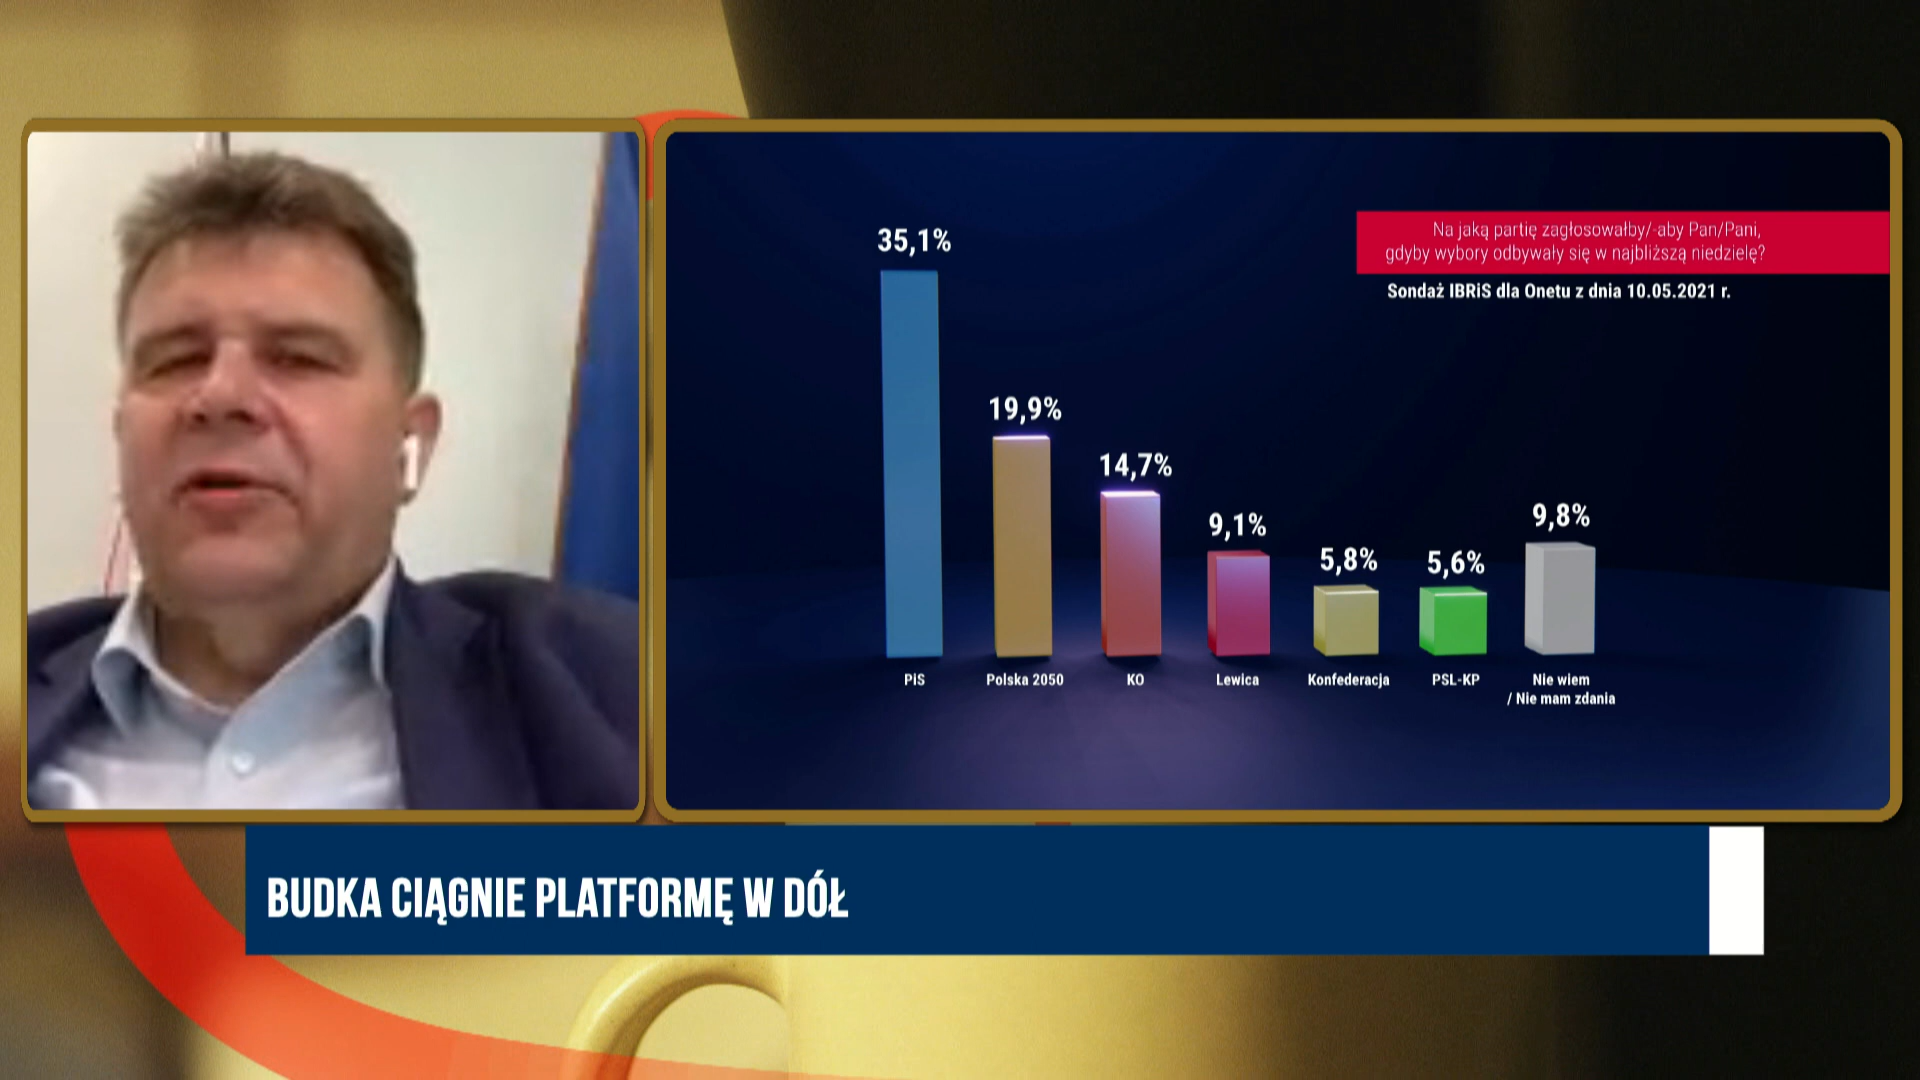 Na jaką partię zagłosowałby/-aby Pan/Pani,
gdyby wybory odbywały się w najbliższą niedzielę?
Sondaż IBRiS dla Onetu z dnia 10.05.2021 r.
35,1%
19,9%
14,7%
9,1%
5,8%
5,6%
9,8%
PiS
Polska 2050
KO
Lewica
Konfederacja
PSL-KP
Nie wiem
/ Nie mam zdania
BUDKA CIĄGNIE PLATFORMĘ W DÓŁ